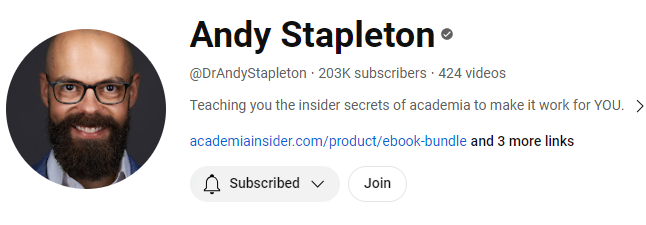 Andy Stapleton
@DrAndyStapleton · 203K subscribers · 424 videos
Teaching you the insider secrets of academia to make it work for YOU.
academiainsider.com/product/ebook-bundle and 3 more links
Subscribed Join